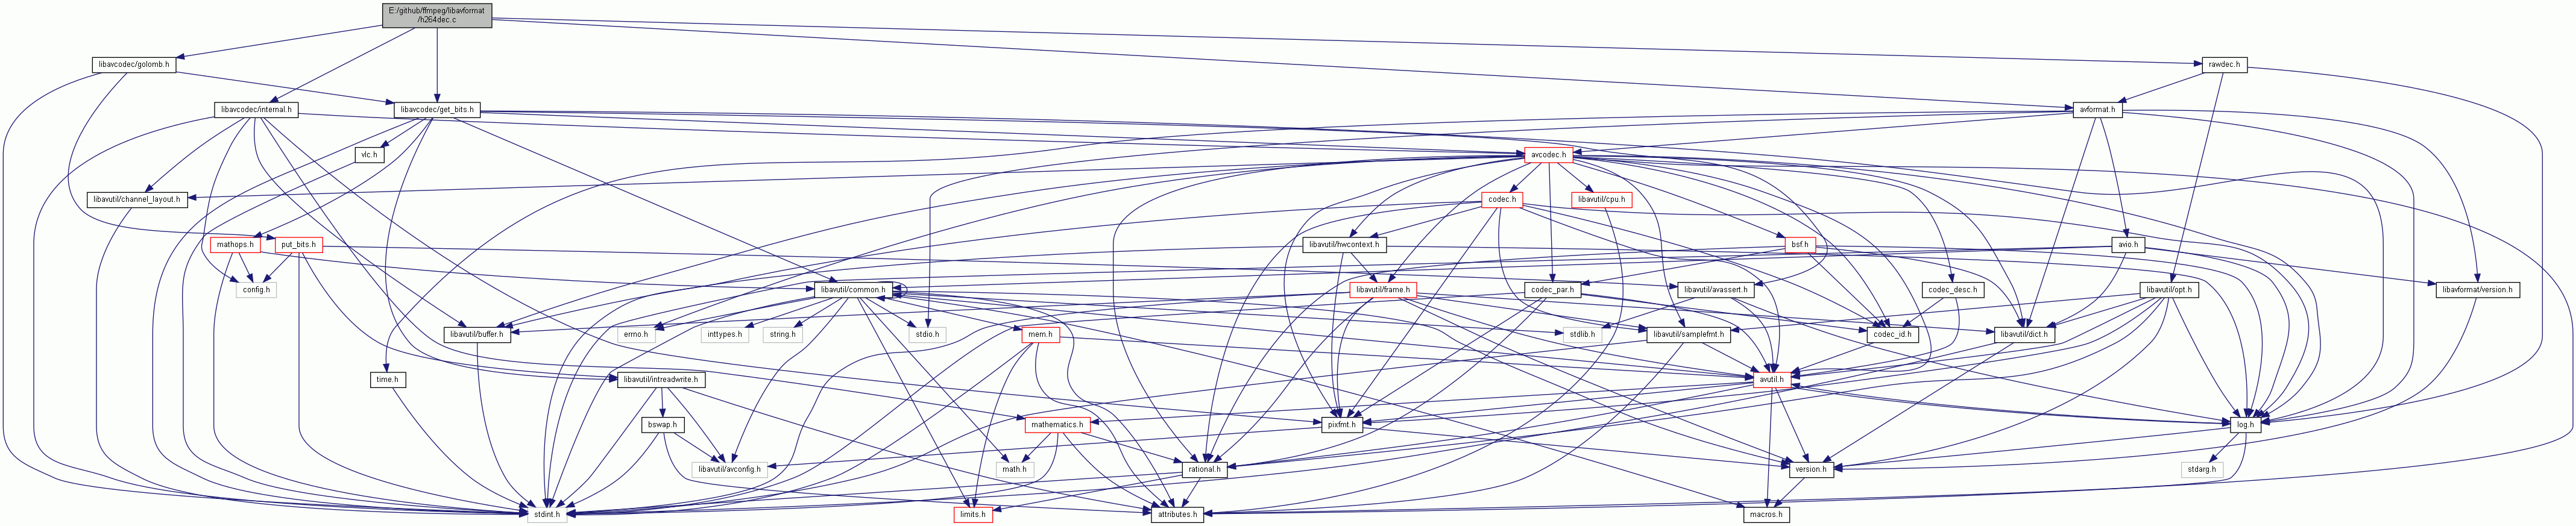 E:/github/ffmpeg/libavformat
/h264dec.c
libavcodec/golomb.h
rawdec.h
libavcodec/internal.h
libavcodec/get_bits.h
avformat.h
vlc.h
avcodec.h
libavutil/channel_layout.h
codec.h
libavutil/cpu.h
mathops.h
put_bits.h
libavutil/hwcontext.h
bsf.h
avio.h
config.h
libavutil/common.h
libavutil/frame.h
codec_par.h
libavutil/avassert.h
codec_desc.h
libavutil/opt.h
libavformat/version.h
libavutil/buffer.h
errno.h
inttypes.h
string.h
stdio.h
mem.h
stdlib.h
libavutil/samplefmt.h
codec_id.h
libavutil/dict.h
time.h
libavutil/intreadwrite.h
avutil.h
bswap.h
mathematics.h
pixfmt.h
log.h
libavutil/avconfig.h
math.h
rational.h
version.h
stdarg.h
stdint.h
limits.h
attributes.h
macros.h